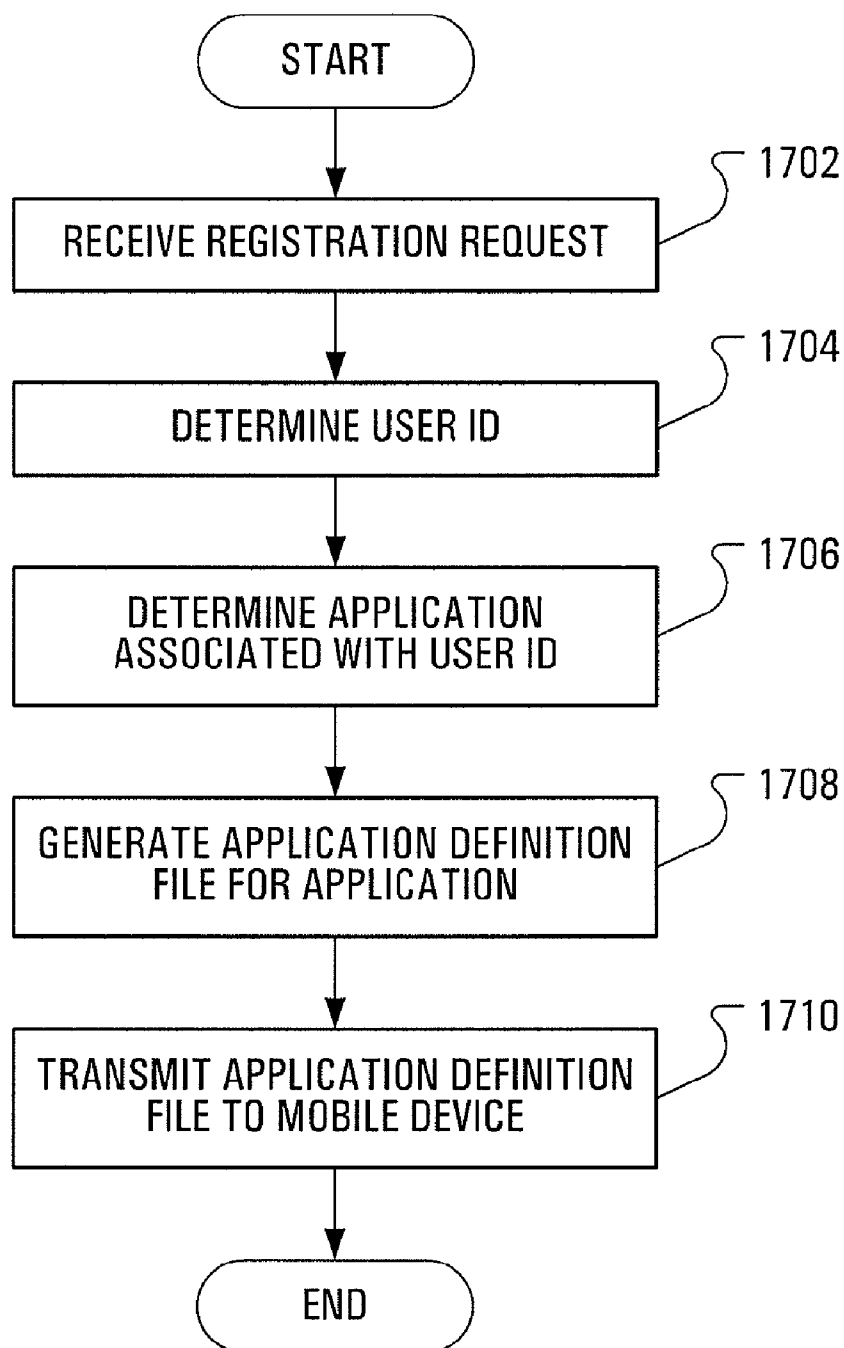 START
1702
RECEIVE REGISTRATION REQUEST
1704
DETERMINE USER ID
1706
DETERMINE APPLICATION
ASSOCIATED WITH USER ID
1708
GENERATE APPLICATION DEFINITION
FILE FOR APPLICATION
1710
TRANSMIT APPLICATION DEFINITION
FILE TO MOBILE DEVICE
END